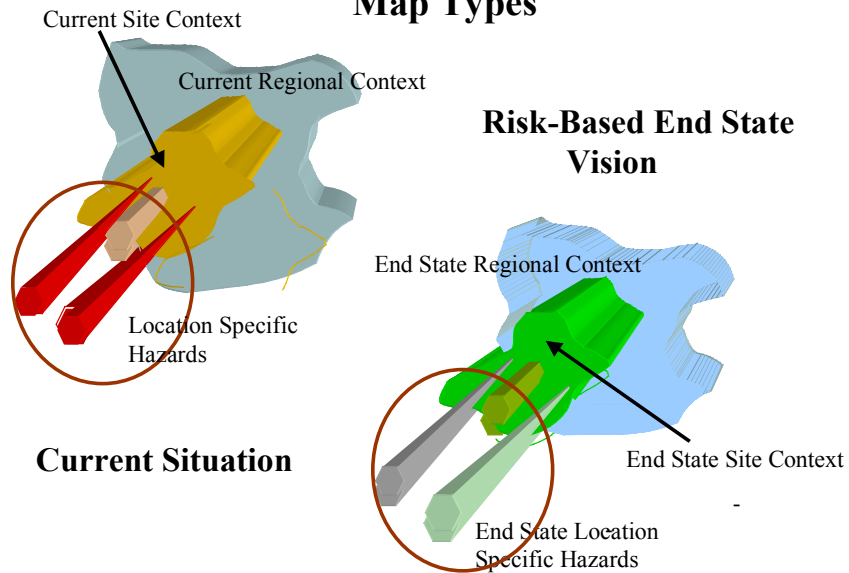 Map Types
Current Site Context
Current Regional Context
Location Specific
Hazards
Current Situation
Risk-Based End State
Vision
End State Regional Context
End State Site Context
-
End State Location
Specific Hazards